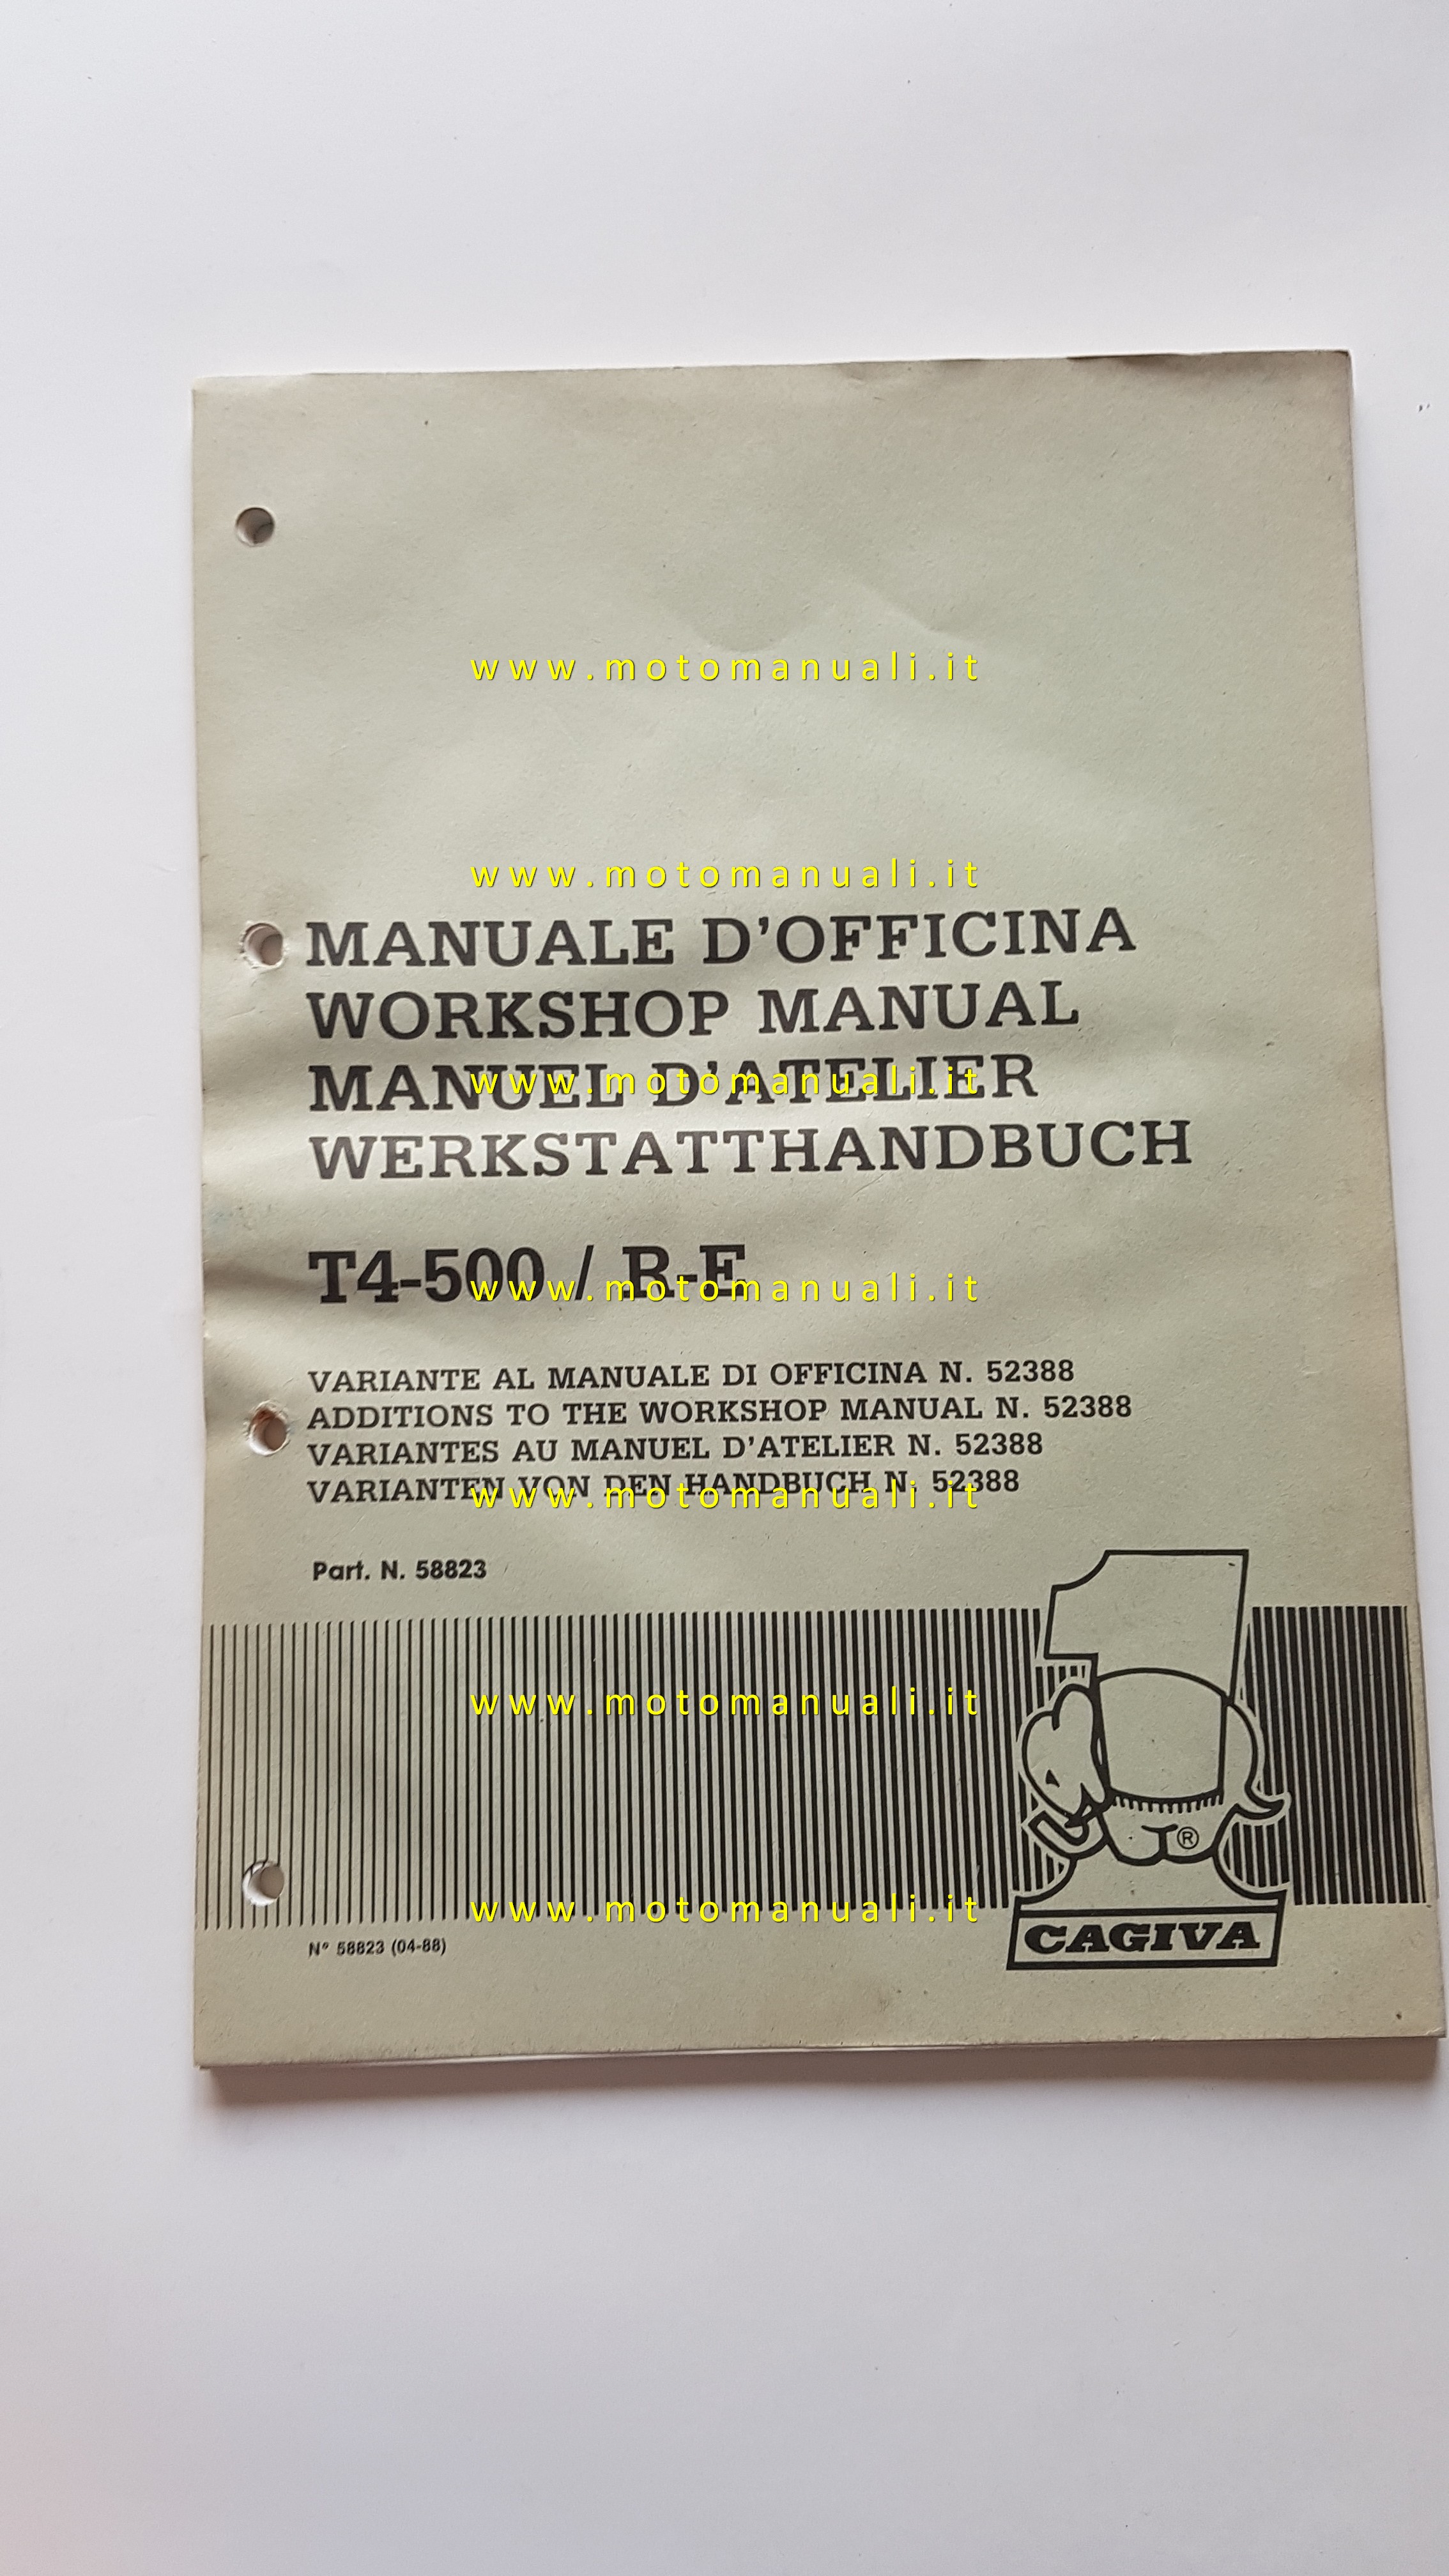 www.motomanuali.it
www.motomanuali.it
MANUALE D'OFFICINA
WORKSHOP MANUAL
MANUEL D'ATELIER
www.motomanuali.it
WERKSTATTHANDBUCH
T4-500 / R-E
www.motomanuali.it
VARIANTE AL MANUALE DI OFFICINA N. 52388
ADDITIONS TO THE WORKSHOP MANUAL N. 52388
VARIANTES AU MANUEL D'ATELIER N. 52388
VARIANTEN VON DEN HANDBUCH N. 52388
www.motomanuali.it
Part. N. 58823
www.motomanuali.it
®
www.motomanuali.it
CAGIVA
N° 58823 (04-88)